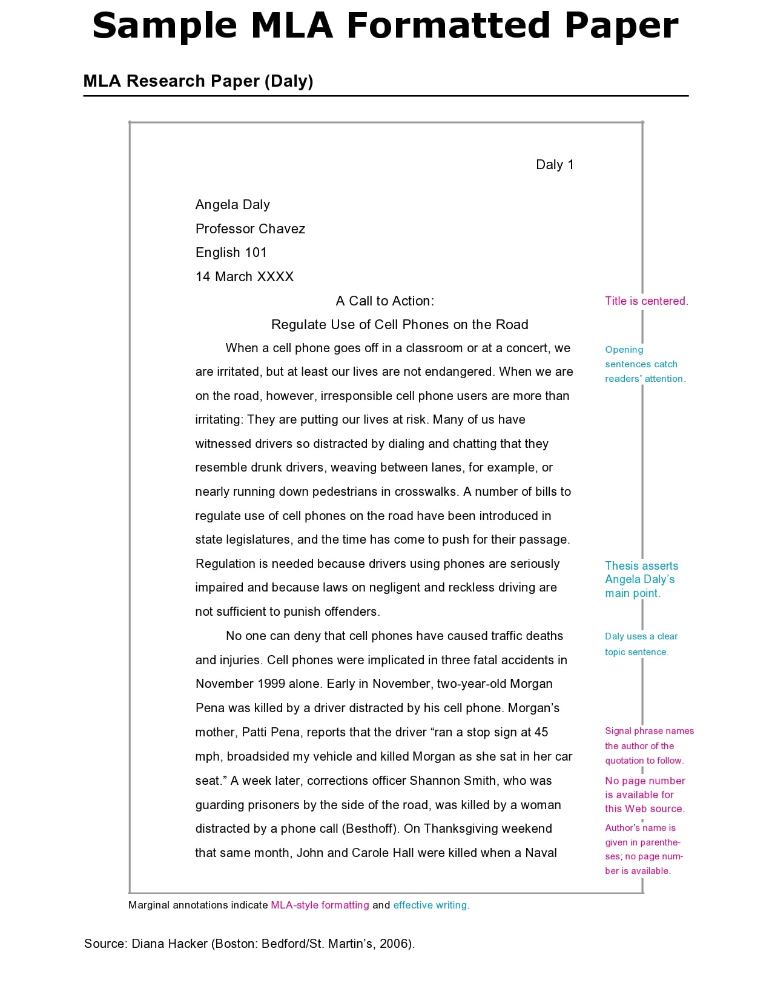 Sample MLA Formatted Paper
MLA Research Paper (Daly)
Daly 1
Angela Daly
Professor Chavez
English 101
14 March XXXX
A Call to Action:
Title is centered.
Regulate Use of Cell Phones on the Road
When a cell phone goes off in a classroom or at a concert, we
are irritated, but at least our lives are not endangered. When we are
on the road, however, irresponsible cell phone users are more than
irritating: They are putting our lives at risk. Many of us have
witnessed drivers so distracted by dialing and chatting that they
resemble drunk drivers, weaving between lanes, for example, or
nearly running down pedestrians in crosswalks. A number of bills to
regulate use of cell phones on the road have been introduced in
state legislatures, and the time has come to push for their passage.
Regulation is needed because drivers using phones are seriously
impaired and because laws on negligent and reckless driving are
not sufficient to punish offenders.
Opening
sentences catch
readers' attention.
Thesis asserts
Angela Daly’s
main point.
No one can deny that cell phones have caused traffic deaths
and injuries. Cell phones were implicated in three fatal accidents in
November 1999 alone. Early in November, two-year-old Morgan
Pena was killed by a driver distracted by his cell phone. Morgan’s
mother, Patti Pena, reports that the driver “ran a stop sign at 45
mph, broadsided my vehicle and killed Morgan as she sat in her car
seat.” A week later, corrections officer Shannon Smith, who was
guarding prisoners by the side of the road, was killed by a woman
distracted by a phone call (Besthoff). On Thanksgiving weekend
that same month, John and Carole Hall were killed when a Naval
Daly uses a clear
topic sentence.
Signal phrase names
the author of the
quotation to follow.
No page number
is available for
this Web source.
Author’s name is
given in parenthe-
ses; no page num-
ber is available.
Marginal annotations indicate MLA-style formatting and effective writing.
Source: Diana Hacker (Boston: Bedford/St. Martin’s, 2006).